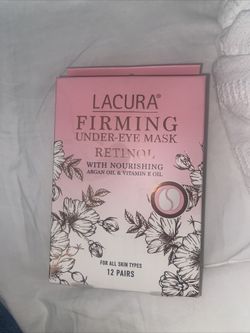 LACURA®
FIRMING
UNDER-EYE MASK
RETINOL
WITH NOURISHING
ARGAN OIL & VITAMIN E OIL
FOR ALL SKIN TYPES
12 PAIRS